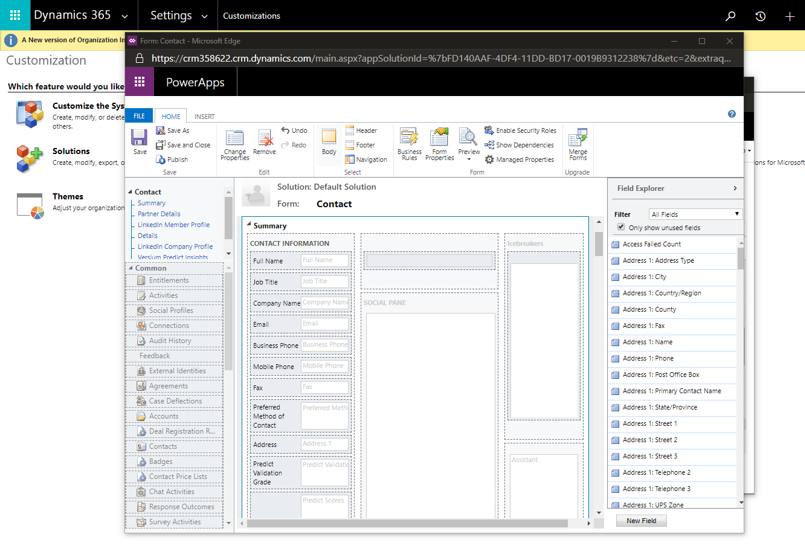 Dynamics 365
Settings
Customizations
A New version of Organization In
Customization
Which feature would you like
Customize the Sys
Create, modify, or delete
others.
Solutions
Create, modify, export, o
Themes
Adjust your organization
ions for Microsoft
Form: Contact - Microsoft Edge
https://crm358622.crm.dynamics.com/main.aspx?appSolutionId=%7bFD140AAF-4DF4-11DD-BD17-0019B9312238%7d&etc=2&extraq...
PowerApps
FILE
HOME
INSERT
Save
Save As
Save and Close
Publish
Save
Change
Properties
Remove
Undo
Redo
Edit
Body
Header
Footer
Navigation
Select
Business
Rules
Form
Properties
Preview
Enable Security Roles
Show Dependencies
Managed Properties
Form
Merge
Forms
Upgrade
Contact
Summary
Partner Details
LinkedIn Member Profile
Details
LinkedIn Company Profile
Versium Predict Insights
Common
Entitlements
Activities
Social Profiles
Connections
Audit History
Feedback
External Identities
Agreements
Case Deflections
Accounts
Deal Registration R...
Contacts
Badges
Contact Price Lists
Chat Activities
Response Outcomes
Survey Activities
Solution: Default Solution
Form: Contact
Summary
CONTACT INFORMATION
Full Name Full Name
Job Title Job Title
Company Name Company Name
Email Email
Business Phone Business Phone
Mobile Phone Mobile Phone
Fax Fax
Preferred
Method of
Contact
Preferred Meth
Address Address 1
Predict
Validation
Grade
Predict Validatio
Predict Scores
SOCIAL PANE
Icebreakers
Assistant
Field Explorer
Filter All Fields
Only show unused fields
Access Failed Count
Address 1: Address Type
Address 1: City
Address 1: Country/Region
Address 1: County
Address 1: Fax
Address 1: Name
Address 1: Phone
Address 1: Post Office Box
Address 1: Primary Contact Name
Address 1: State/Province
Address 1: Street 1
Address 1: Street 2
Address 1: Street 3
Address 1: Telephone 2
Address 1: Telephone 3
Address 1: UPS Zone
New Field